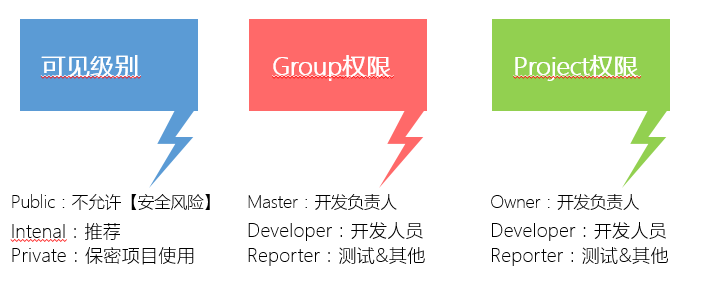 可见级别
Public：不允许【安全风险】
Intenal：推荐
Private：保密项目使用
Group权限
Master：开发负责人
Developer：开发人员
Reporter：测试&其他
Project权限
Owner：开发负责人
Developer：开发人员
Reporter：测试&其他